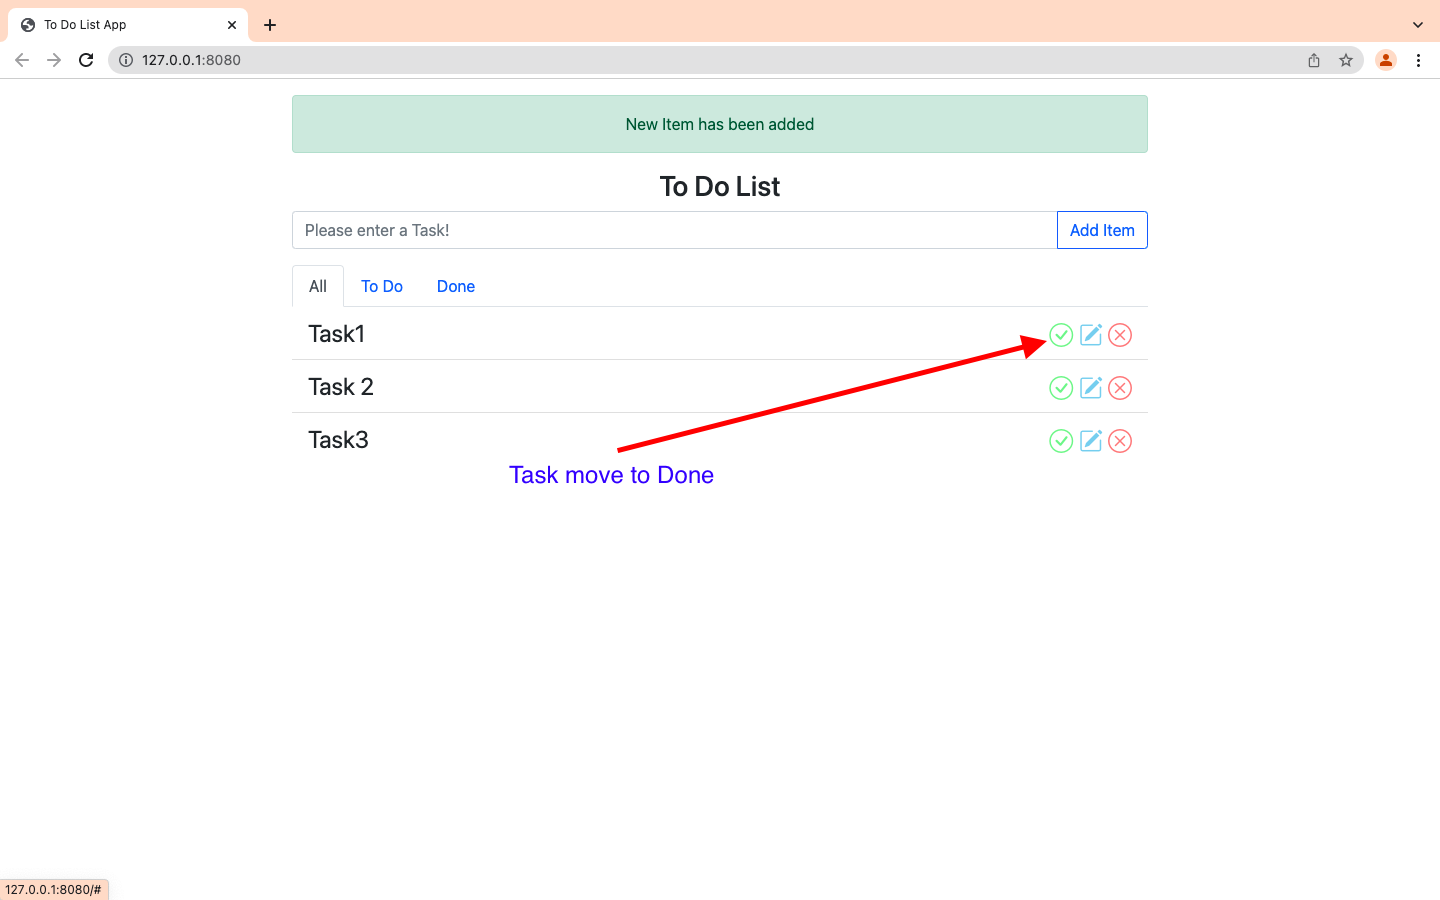 To Do List App
127.0.0.1:8080
New Item has been added
To Do List
Please enter a Task!
Add Item
All To Do Done
Task1
Task 2
Task3
Task move to Done
127.0.0.1:8080/#